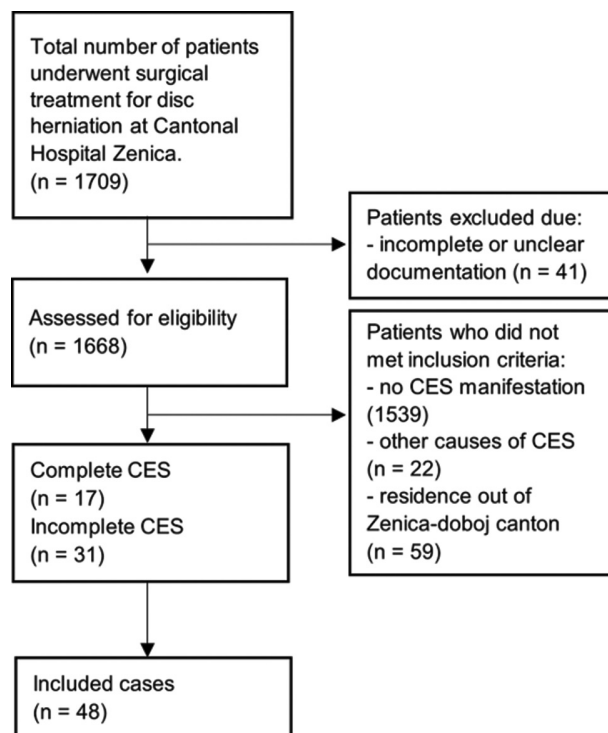 Total number of patients
underwent surgical
treatment for disc
herniation at Cantonal
Hospital Zenica.
(n = 1709)
Patients excluded due:
- incomplete or unclear
documentation (n = 41)
Assessed for eligibility
(n = 1668)
Patients who did not
met inclusion criteria:
- no CES manifestation
(1539)
- other causes of CES
(n = 22)
- residence out of
Zenica-doboj canton
(n = 59)
Complete CES
(n = 17)
Incomplete CES
(n = 31)
Included cases
(n = 48)